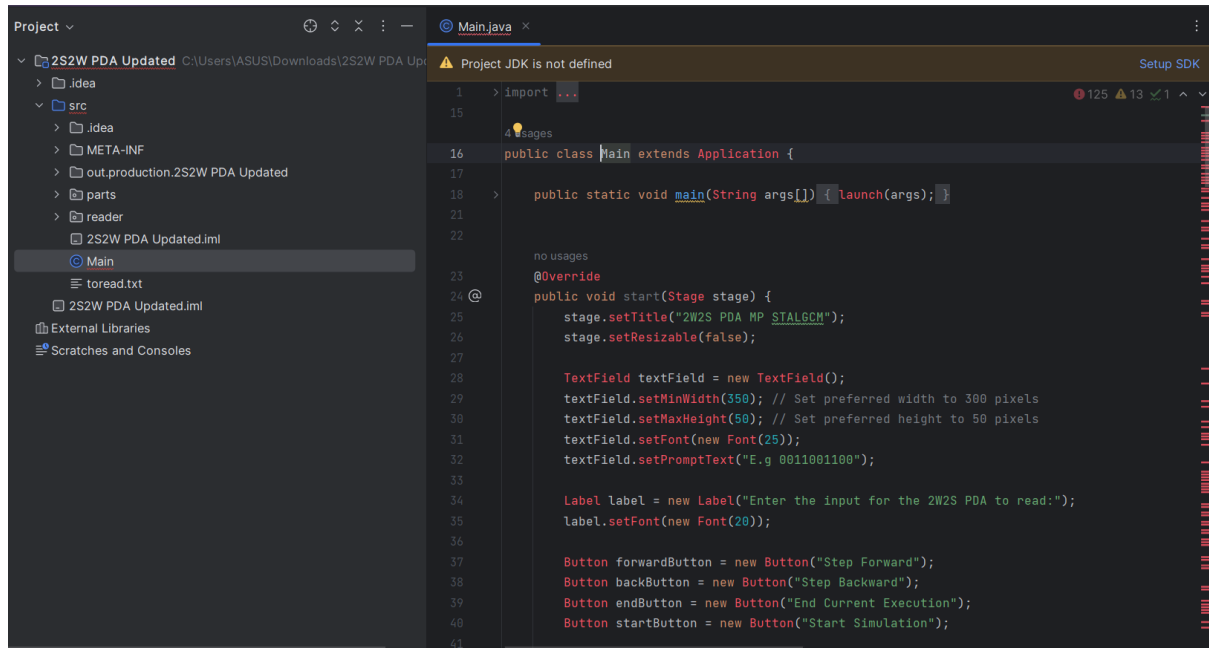 Project
2S2W PDA Updated C:\Users\ASUS\Downloads\2S2W PDA Up
.idea
src
.idea
META-INF
out.production.2S2W PDA Updated
parts
reader
2S2W PDA Updated.iml
Main
toread.txt
2S2W PDA Updated.iml
External Libraries
Scratches and Consoles
Main.java
Project JDK is not defined Setup SDK
125 13 1
1 import ...
15
4 usages
16 public class Main extends Application {
17
18 public static void main(String args[]) { launch(args); }
21
22
no usages
23 @Override
24 @ public void start(Stage stage) {
25 stage.setTitle("2W2S PDA MP STALGCM");
26 stage.setResizable(false);
27
28 TextField textField = new TextField();
29 textField.setMinWidth(350); // Set preferred width to 300 pixels
30 textField.setMaxHeight(50); // Set preferred height to 50 pixels
31 textField.setFont(new Font(25));
32 textField.setPromptText("E.g 0011001100");
33
34 Label label = new Label("Enter the input for the 2W2S PDA to read:");
35 label.setFont(new Font(20));
36
37 Button forwardButton = new Button("Step Forward");
38 Button backButton = new Button("Step Backward");
39 Button endButton = new Button("End Current Execution");
40 Button startButton = new Button("Start Simulation");
41